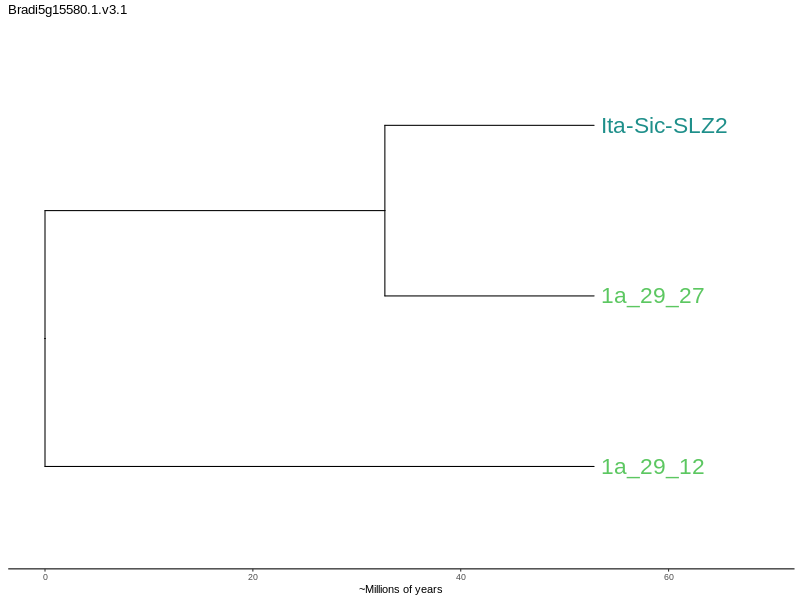 Bradi5g15580.1.v3.1
Ita-Sic-SLZ2
1a_29_27
1a_29_12
0 20 40 60
~Millions of years